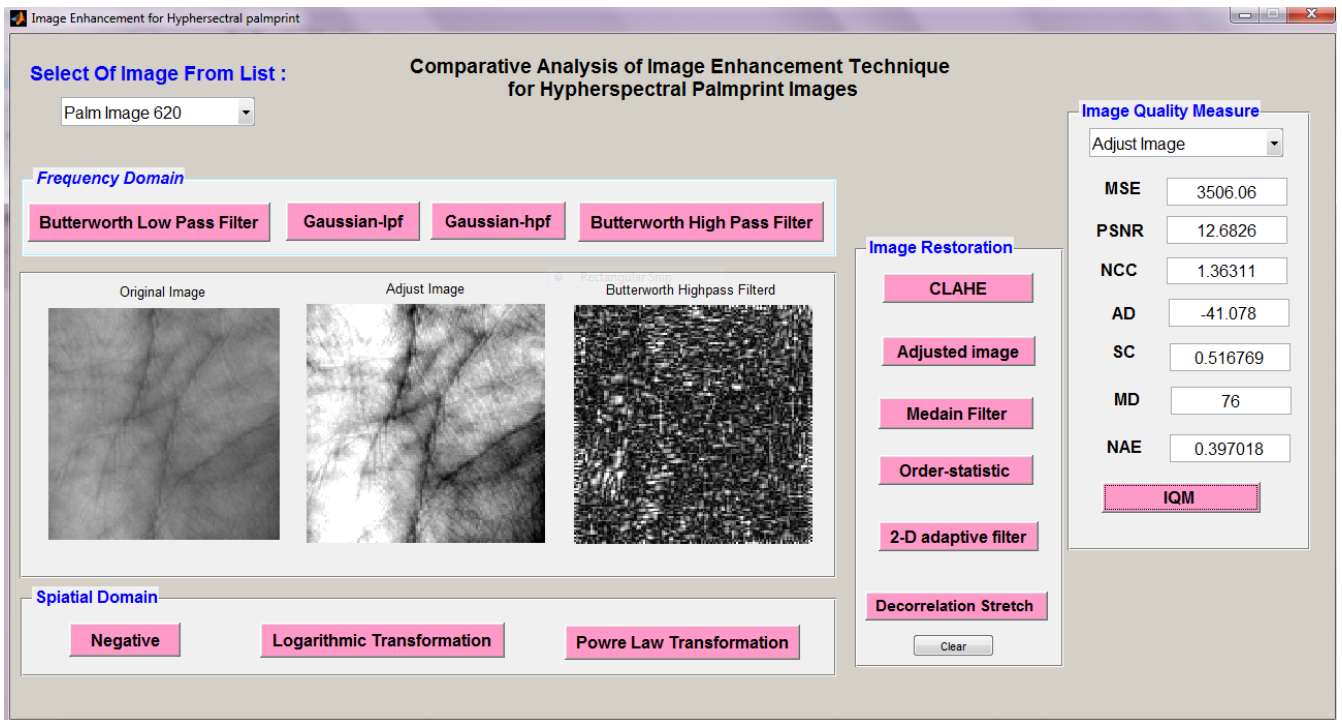 Image Enhancement for Hyphersectral palmprint
Select Of Image From List :
Comparative Analysis of Image Enhancement Technique
for Hypherspectral Palmprint Images
Palm Image 620
Image Quality Measure
Adjust Image
MSE 3506.06
PSNR 12.6826
NCC 1.36311
AD -41.078
SC 0.516769
MD 76
NAE 0.397018
IQM
Frequency Domain
Butterworth Low Pass Filter Gaussian-lpf Gaussian-hpf Butterworth High Pass Filter
Rectangular Snip
Original Image Adjust Image Butterworth Highpass Filterd
Image Restoration
CLAHE
Adjusted image
Medain Filter
Order-statistic
2-D adaptive filter
Decorrelation Stretch
Clear
Spiatial Domain
Negative Logarithmic Transformation Powre Law Transformation